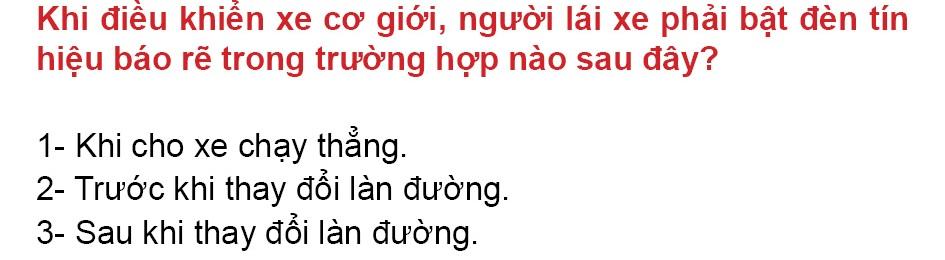 Khi điều khiển xe cơ giới, người lái xe phải bật đèn tín
hiệu báo rẽ trong trường hợp nào sau đây?
1- Khi cho xe chạy thẳng.
2- Trước khi thay đổi làn đường.
3- Sau khi thay đổi làn đường.